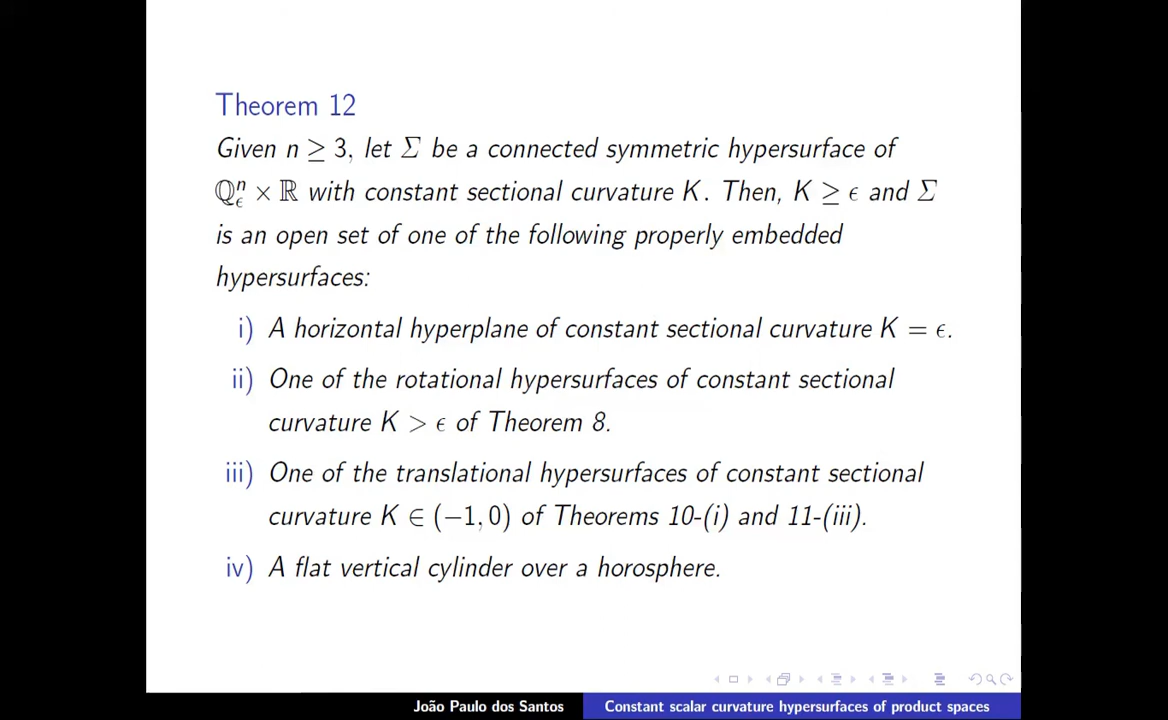 Theorem 12
Given n ≥ 3, let Σ be a connected symmetric hypersurface of
ℚⁿ_ϵ × ℝ with constant sectional curvature K. Then, K ≥ ϵ and Σ
is an open set of one of the following properly embedded
hypersurfaces:
i) A horizontal hyperplane of constant sectional curvature K = ϵ.
ii) One of the rotational hypersurfaces of constant sectional
curvature K > ϵ of Theorem 8.
iii) One of the translational hypersurfaces of constant sectional
curvature K ∈ (−1, 0) of Theorems 10-(i) and 11-(iii).
iv) A flat vertical cylinder over a horosphere.
João Paulo dos Santos Constant scalar curvature hypersurfaces of product spaces